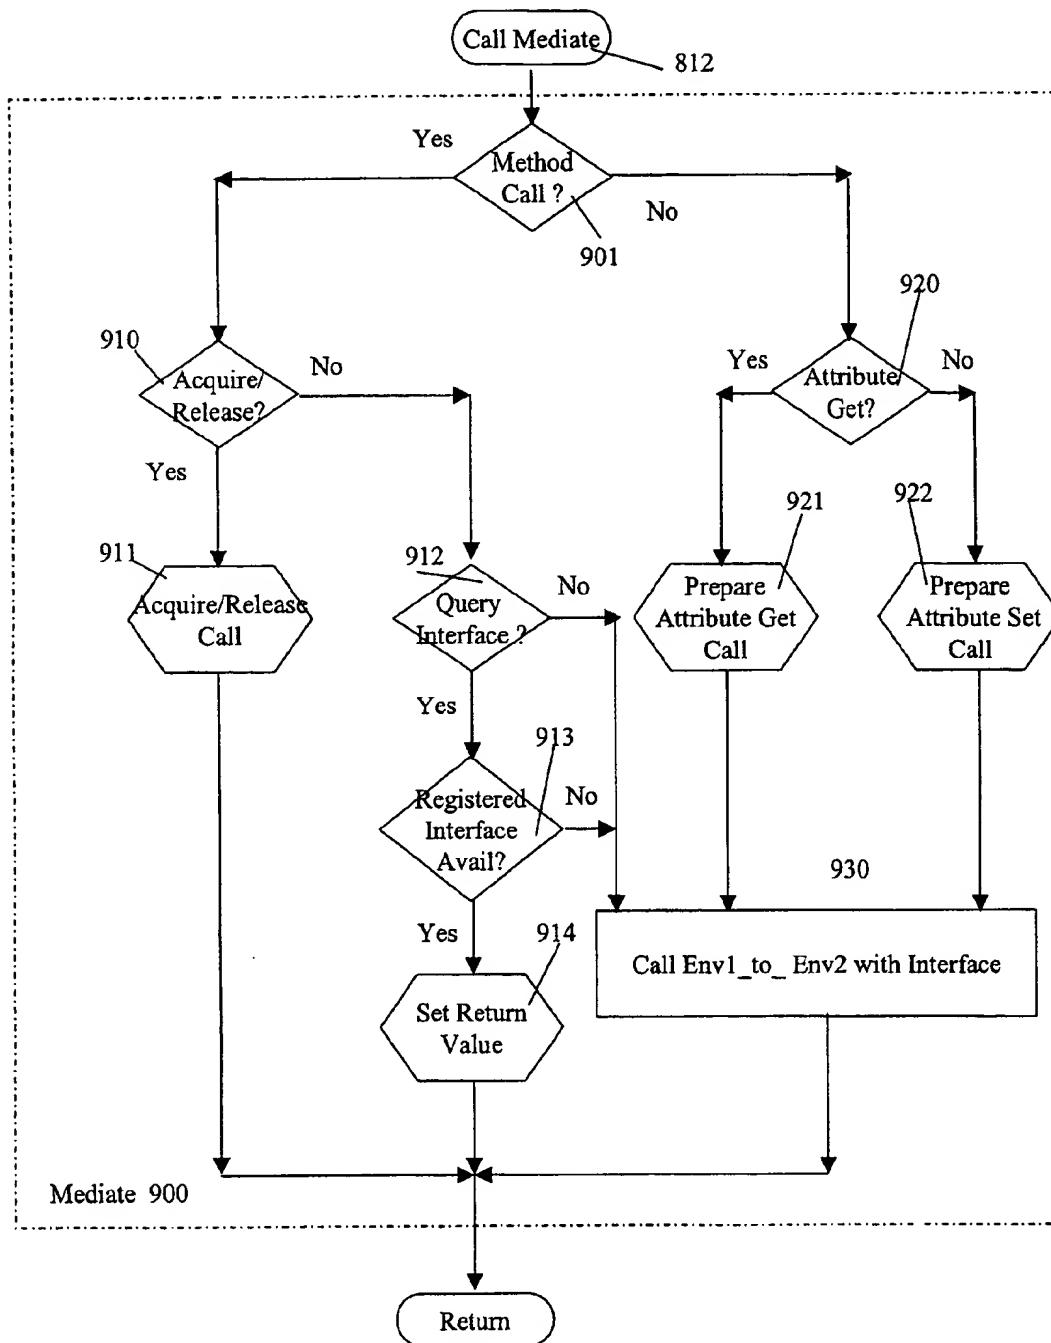 Call Mediate
812
Yes
Method
Call ?
No
901
920
910
Yes
No
No
Acquire/
Release?
Attribute
Get?
Yes
921
922
911
912
No
Acquire/Release
Call
Query
Interface ?
Prepare
Attribute Get
Call
Prepare
Attribute Set
Call
Yes
913
Registered
Interface
Avail?
No
930
Yes
914
Call Env1_to_ Env2 with Interface
Set Return
Value
Mediate 900
Return